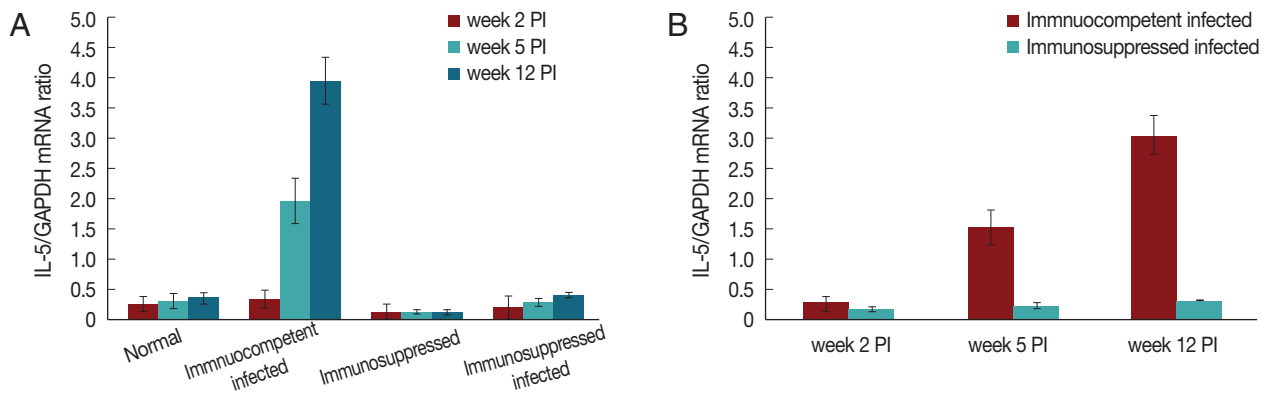 A
IL-5/GAPDH mRNA ratio
5.0
4.5
4.0
3.5
3.0
2.5
2.0
1.5
1.0
0.5
0
week 2 PI
week 5 PI
week 12 PI
Normal
Immnuocompetent
infected
Immunosuppressed
Immunosuppressed
infected
B
IL-5/GAPDH mRNA ratio
5.0
4.5
4.0
3.5
3.0
2.5
2.0
1.5
1.0
0.5
0
Immnuocompetent infected
Immunosuppressed infected
week 2 PI
week 5 PI
week 12 PI